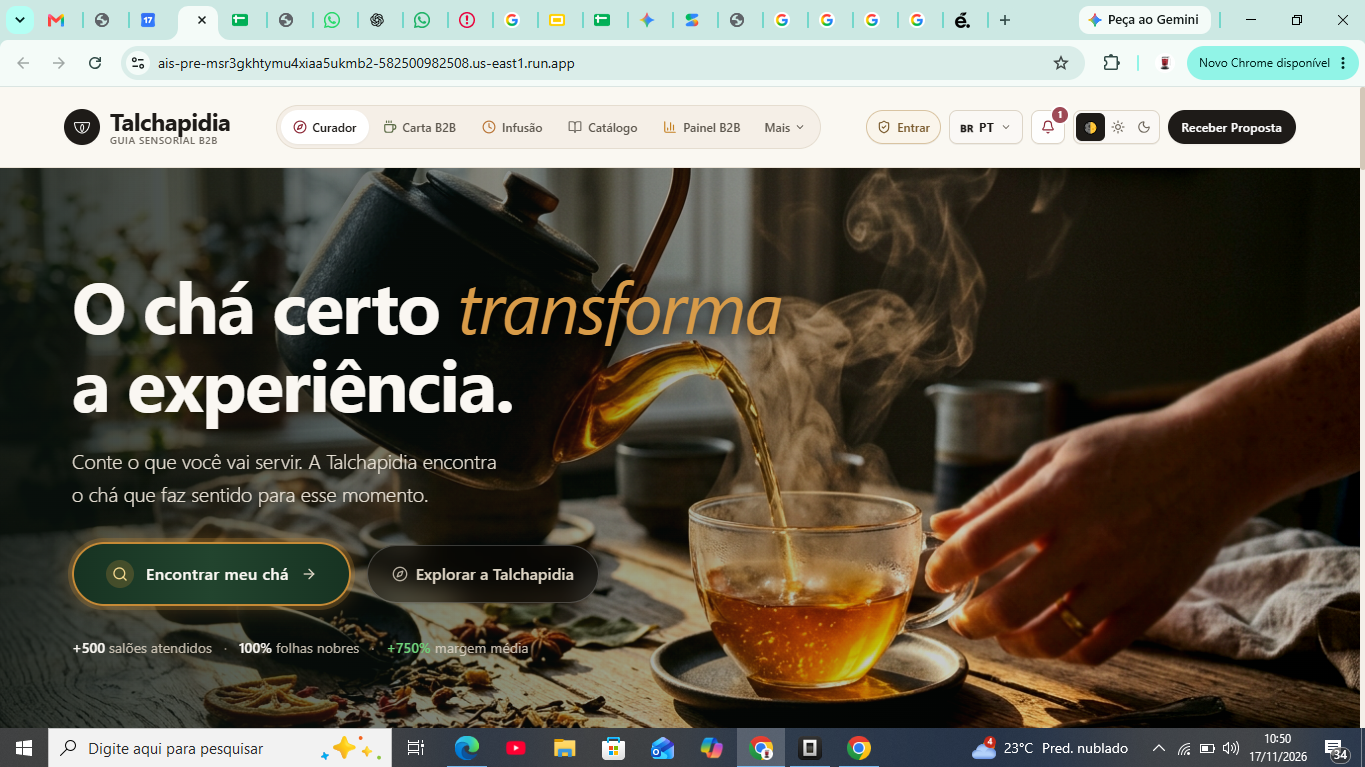 Peça ao Gemini
ais-pre-msr3gkhtymu4xiaa5ukmb2-582500982508.us-east1.run.app
Novo Chrome disponível
Talchapidia
GUIA SENSORIAL B2B
Curador
Carta B2B
Infusão
Catálogo
Painel B2B
Mais
Entrar
BR PT
1
Receber Proposta
O chá certo transforma
a experiência.
Conte o que você vai servir. A Talchapidia encontra
o chá que faz sentido para esse momento.
Encontrar meu chá →
Explorar a Talchapidia
+500 salões atendidos · 100% folhas nobres · +750% margem média
Digite aqui para pesquisar
4
23°C Pred. nublado
10:50
17/11/2026
34